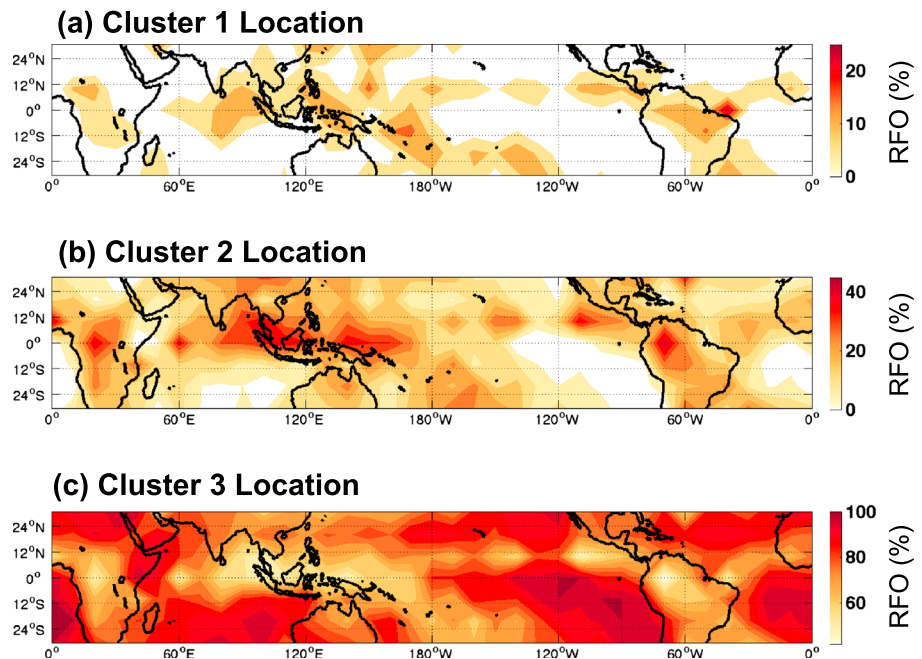 (a) Cluster 1 Location
24°N
12°N
0°
12°S
24°S
0° 60°E 120°E 180°W 120°W 60°W 0°
20
10
0
RFO (%)
(b) Cluster 2 Location
24°N
12°N
0°
12°S
24°S
0° 60°E 120°E 180°W 120°W 60°W 0°
40
20
0
RFO (%)
(c) Cluster 3 Location
24°N
12°N
0°
12°S
24°S
0° 60°E 120°E 180°W 120°W 60°W 0°
100
80
60
RFO (%)